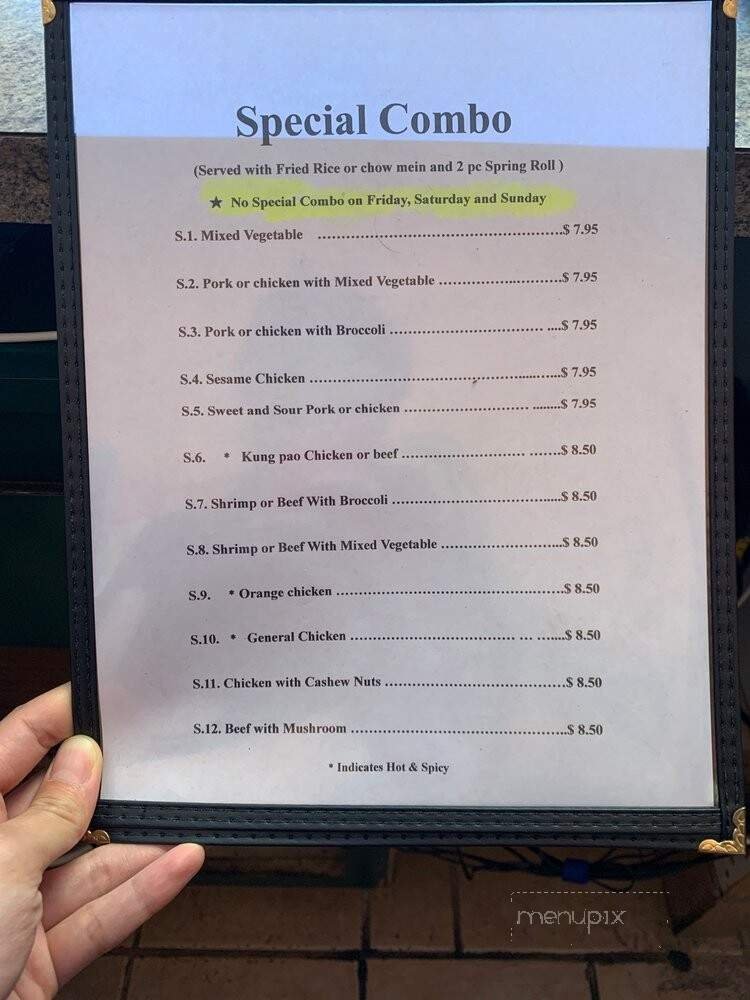 Special Combo
(Served with Fried Rice or chow mein and 2 pc Spring Roll )
★ No Special Combo on Friday, Saturday and Sunday
S.1. Mixed Vegetable ..........................................................$ 7.95
S.2. Pork or chicken with Mixed Vegetable .............................$ 7.95
S.3. Pork or chicken with Broccoli .................................... ....$ 7.95
S.4. Sesame Chicken ............................................................$ 7.95
S.5. Sweet and Sour Pork or chicken ............................. ........$ 7.95
S.6. * Kung pao Chicken or beef ............................. .......$ 8.50
S.7. Shrimp or Beef With Broccoli ........................................$ 8.50
S.8. Shrimp or Beef With Mixed Vegetable .............................$ 8.50
S.9. * Orange chicken ......................................................$ 8.50
S.10. * General Chicken ....................................... ... .......$ 8.50
S.11. Chicken with Cashew Nuts ..........................................$ 8.50
S.12. Beef with Mushroom ...................................................$ 8.50
* Indicates Hot & Spicy
menupix